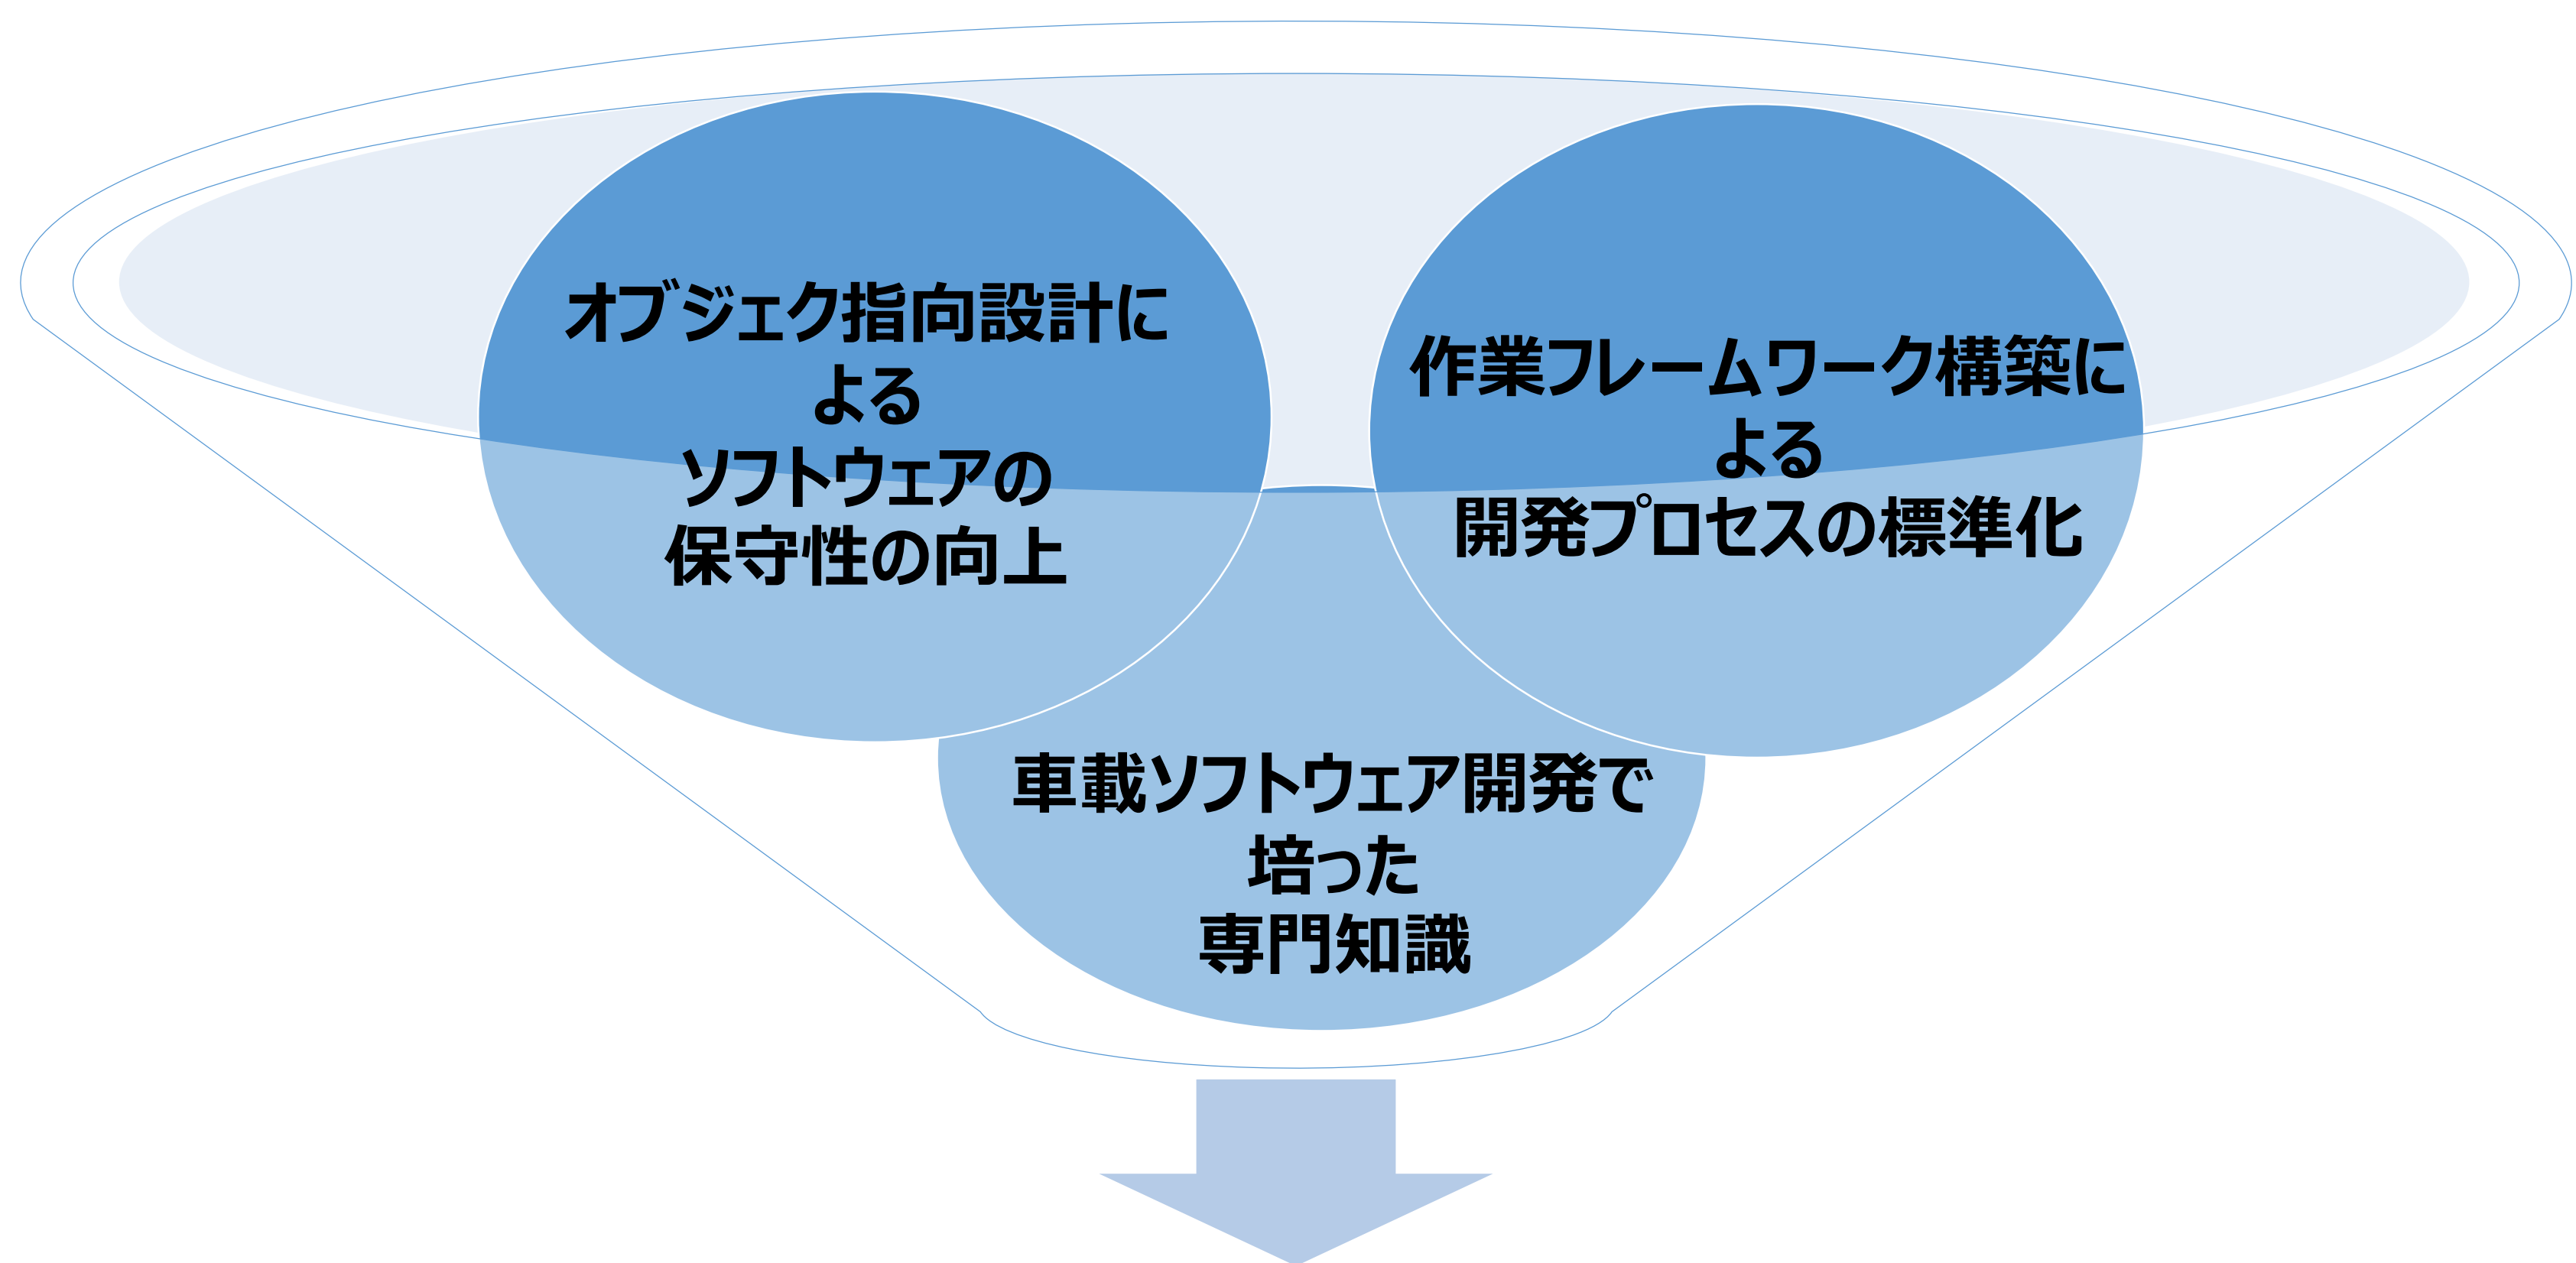 オブジェク指向設計に
よる
ソフトウェアの
保守性の向上
作業フレームワーク構築に
よる
開発プロセスの標準化
車載ソフトウェア開発で
培った
専門知識